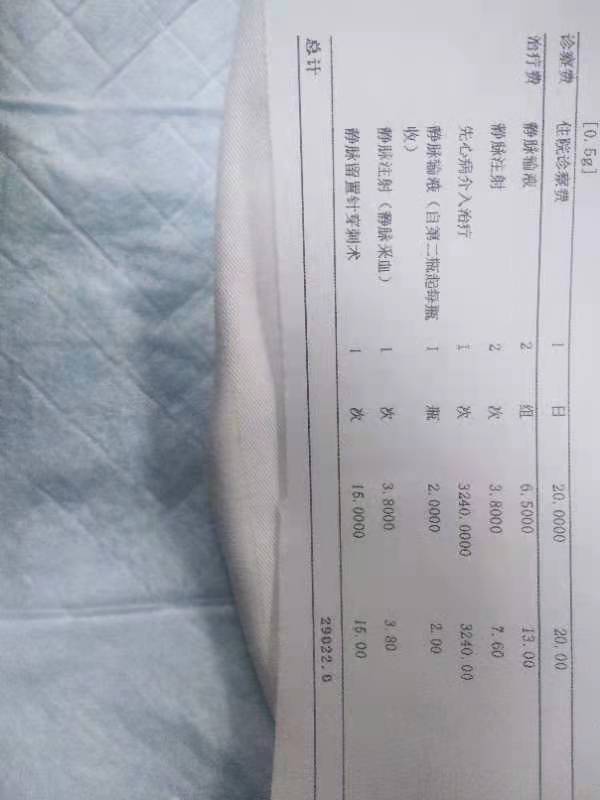 [0.5g]
诊察费 住院诊察费 1 日 20.0000 20.00
治疗费 静脉输液 2 组 6.5000 13.00
静脉注射 2 次 3.8000 7.60
先心病介入治疗 1 次 3240.0000 3240.00
静脉输液（自第二瓶起每瓶 1 瓶 2.0000 2.00
收）
静脉注射（静脉采血） 1 次 3.8000 3.80
静脉留置针穿刺术 1 次 15.0000 15.00
总计 29022.0